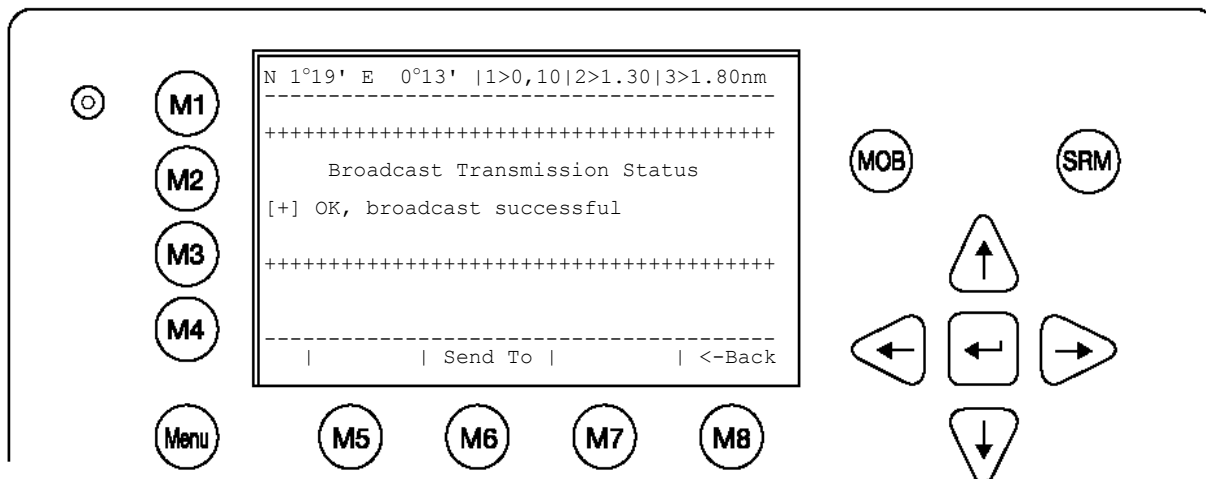 N 1°19' E 0°13' |1>0,10|2>1.30|3>1.80nm
----------------------------------------
++++++++++++++++++++++++++++++++++++++++
Broadcast Transmission Status
[+] OK, broadcast successful
++++++++++++++++++++++++++++++++++++++++
----------------------------------------
| | Send To | | <-Back
M1
M2
M3
M4
Menu
M5
M6
M7
M8
MOB
SRM